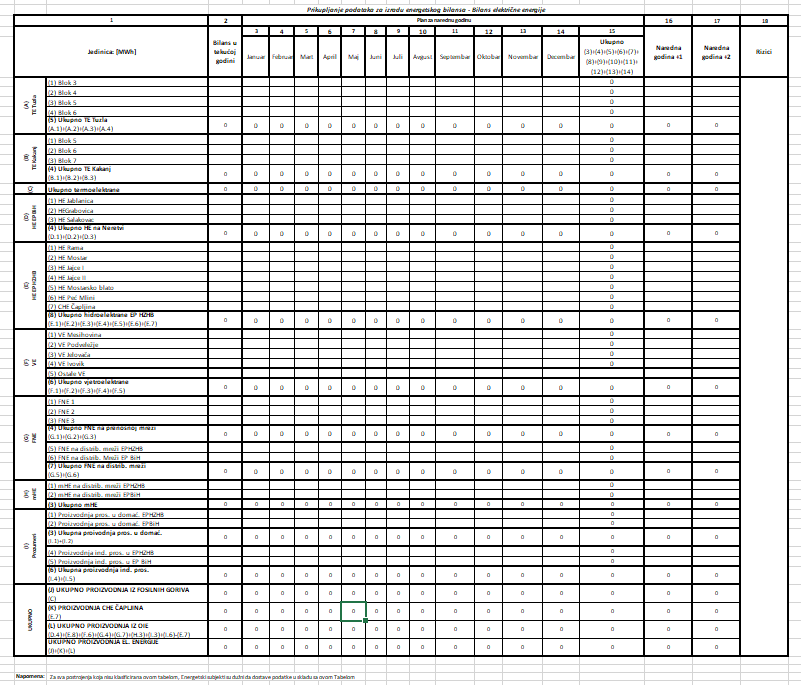 Prikupljanje podataka za izradu energetskog bilansa - Bilans električne energije
1 2 Plan za narednu godinu 16 17 18
3 4 5 6 7 8 9 10 11 12 13 14 15
Jedinica: [MWh] Bilans u tekućoj godini Januar Februar Mart April Maj Juni Juli Avgust Septembar Oktobar Novembar Decembar Ukupno (3)+(4)+(5)+(6)+(7)+(8)+(9)+(10)+(11)+(12)+(13)+(14) Naredna godina +1 Naredna godina +2 Rizici
(A) TE Tuzla
(1) Blok 3 0
(2) Blok 4 0
(3) Blok 5 0
(4) Blok 6 0
(5) Ukupno TE Tuzla
(A.1)+(A.2)+(A.3)+(A.4) 0 0 0 0 0 0 0 0 0 0 0 0 0 0 0 0
(B) TE Kakanj
(1) Blok 5 0
(2) Blok 6 0
(3) Blok 7 0
(4) Ukupno TE Kakanj
(B.1)+(B.2)+(B.3) 0 0 0 0 0 0 0 0 0 0 0 0 0 0 0 0
(C) Ukupno termoelektrane 0 0 0 0 0 0 0 0 0 0 0 0 0 0 0 0
(D) HE EPBIH
(1) HE Jablanica 0
(2) HEGrabovica 0
(3) HE Salakovac 0
(4) Ukupno HE na Neretvi
(D.1)+(D.2)+(D.3) 0 0 0 0 0 0 0 0 0 0 0 0 0 0 0 0
(E) HE EPHZHB
(1) HE Rama 0
(2) HE Mostar 0
(3) HE Jajce I 0
(4) HE Jajce II 0
(5) HE Mostarsko blato 0
(6) HE Peć Mlini 0
(7) CHE Čapljina 0
(8) Ukupno hidroelektrane EP HZHB
(E.1)+(E.2)+(E.3)+(E.4)+(E.5)+(E.6)+(E.7) 0 0 0 0 0 0 0 0 0 0 0 0 0 0 0 0
(F) VE
(1) VE Mesihovina 0
(2) VE Podveležje 0
(3) VE Jelovača 0
(4) VE Ivovik 0
(5) Ostale VE
(6) Ukupno vjetroelektrane
(F.1)+(F.2)+(F.3)+(F.4)+(F.5) 0 0 0 0 0 0 0 0 0 0 0 0 0 0 0 0
(G) FNE
(1) FNE 1 0
(2) FNE 2 0
(3) FNE 3 0
(4) Ukupno FNE na prenosnoj mreži
(G.1)+(G.2)+(G.3) 0 0 0 0 0 0 0 0 0 0 0 0 0 0 0 0
(5) FNE na distrib. mreži EPHZHB 0
(6) FNE na distrib. Mreži EP BiH 0
(7) Ukupno FNE na distrib. mreži
(G.5)+(G.6) 0 0 0 0 0 0 0 0 0 0 0 0 0 0 0 0
(H) mHE
(1) mHE na distrib. mreži EPHZHB 0
(2) mHE na distrib. mreži EPBiH 0
(3) Ukupno mHE 0 0 0 0 0 0 0 0 0 0 0 0 0 0 0 0
(I) Prozumeri
(1) Proizvodnja pros. u domać. EPHZHB 0
(2) Proizvodnja pros. u domać. EPBiH 0
(3) Ukupna proivodnja pros. u domać.
(I.1)+(I.2) 0 0 0 0 0 0 0 0 0 0 0 0 0 0 0 0
(4) Proizvodnja ind. pros. u EPHZHB 0
(5) Proizvodnja ind. pros. u EP BiH 0
(6) Ukupna proizvodnja ind. pros.
(I.4)+(I.5) 0 0 0 0 0 0 0 0 0 0 0 0 0 0 0 0
UKUPNO
(J) UKUPNO PROIZVODNJA IZ FOSILNIH GORIVA
(C) 0 0 0 0 0 0 0 0 0 0 0 0 0 0 0 0
(K) PROIZVODNJA CHE ČAPLJINA
(E.7) 0 0 0 0 0 0 0 0 0 0 0 0 0 0 0 0
(L) UKUPNO PROIZVODNJA IZ OIE
(D.4)+(E.8)+(F.6)+(G.4)+(G.7)+(H.3)+(I.3)+(I.6)-(E.7) 0 0 0 0 0 0 0 0 0 0 0 0 0 0 0 0
UKUPNO PROIZVODNJA EL. ENERGIJE
(J)+(K)+(L) 0 0 0 0 0 0 0 0 0 0 0 0 0 0 0 0
Napomena: Za sva postrojenja koja nisu klasificirana ovom tabelom, Energetski subjekti su dužni da dostave podatke u skladu sa ovom Tabelom